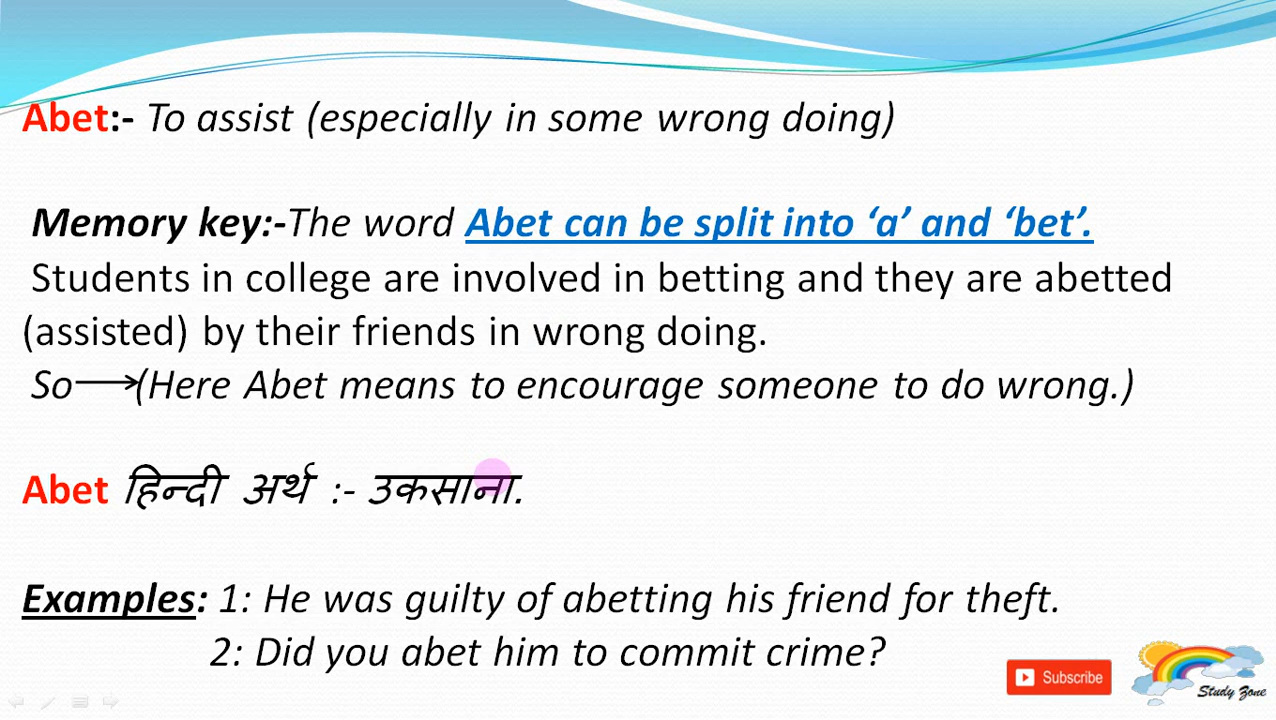 Abet:- To assist (especially in some wrong doing)
Memory key:-The word Abet can be split into ‘a’ and ‘bet’.
Students in college are involved in betting and they are abetted
(assisted) by their friends in wrong doing.
So (Here Abet means to encourage someone to do wrong.)
Abet हिन्दी अर्थ :- उकसाना.
Examples: 1: He was guilty of abetting his friend for theft.
2: Did you abet him to commit crime?
Subscribe
Study Zone